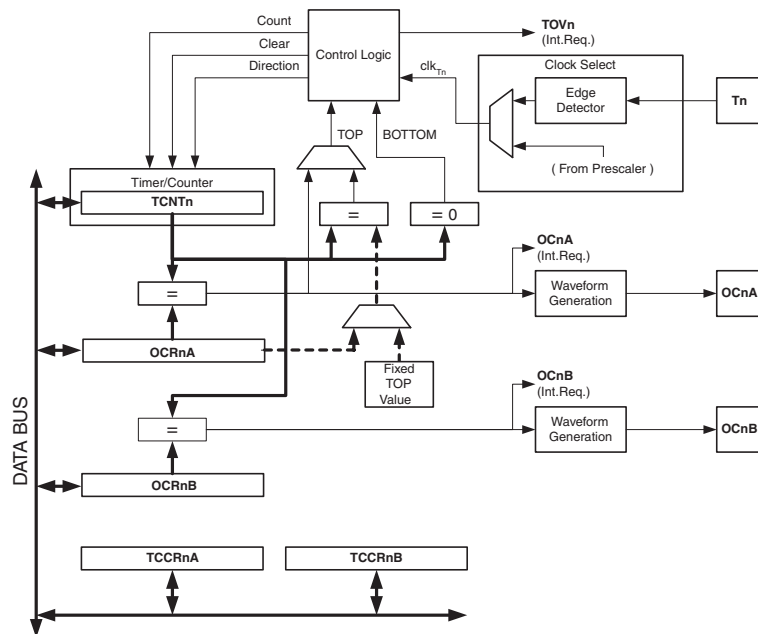 Count
Clear
Direction
Control Logic
TOVn
(Int.Req.)
clkTn
Clock Select
Edge
Detector
Tn
( From Prescaler )
TOP
BOTTOM
Timer/Counter
TCNTn
=
= 0
OCnA
(Int.Req.)
=
Waveform
Generation
OCnA
OCRnA
Fixed
TOP
Value
OCnB
(Int.Req.)
=
Waveform
Generation
OCnB
OCRnB
DATA BUS
TCCRnA
TCCRnB